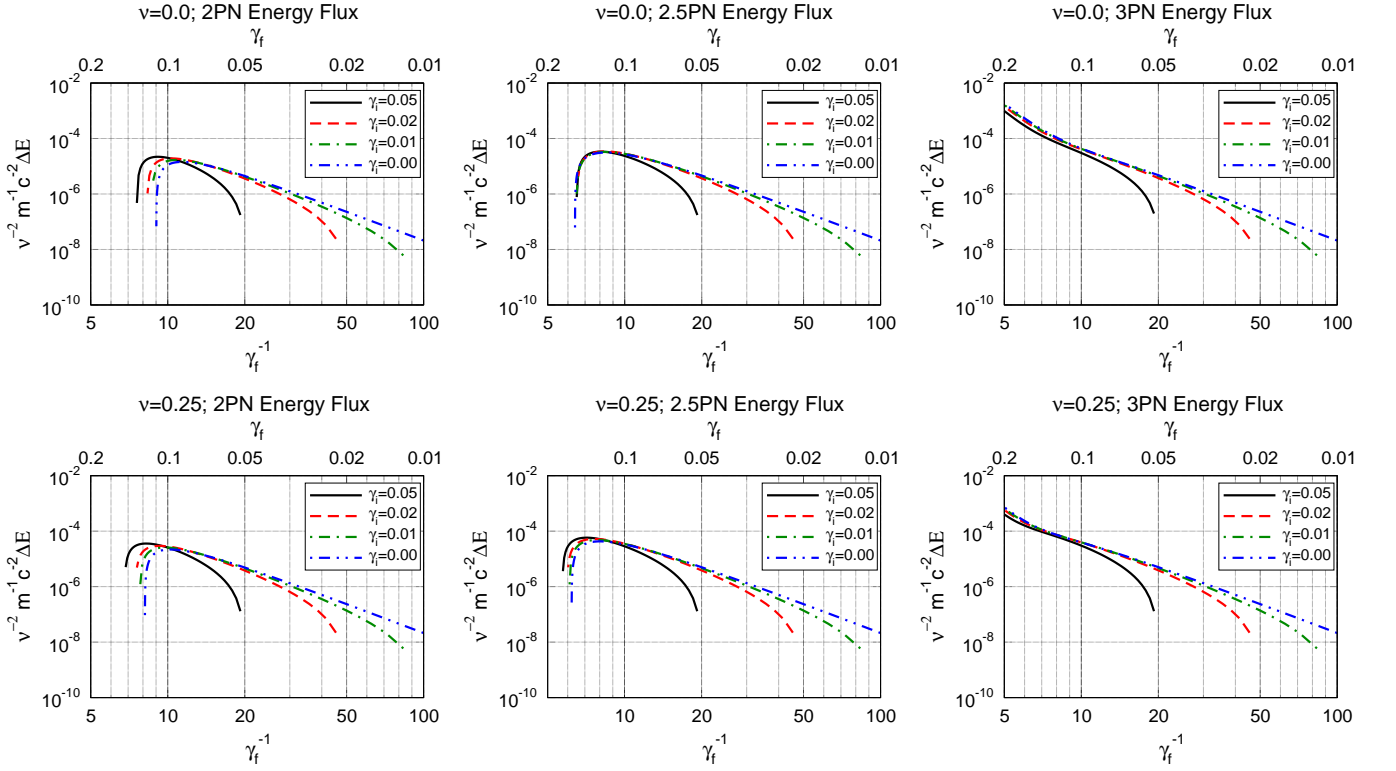 ν=0.0; 2PN Energy Flux
γf
0.2 0.1 0.05 0.02 0.01
10^-2
10^-4
10^-6
10^-8
10^-10
ν^-2 m^-1 c^-2 ΔE
γi=0.05
γi=0.02
γi=0.01
γi=0.00
5 10 20 50 100
γf^-1
ν=0.0; 2.5PN Energy Flux
γf
0.2 0.1 0.05 0.02 0.01
10^-2
10^-4
10^-6
10^-8
10^-10
ν^-2 m^-1 c^-2 ΔE
γi=0.05
γi=0.02
γi=0.01
γi=0.00
5 10 20 50 100
γf^-1
ν=0.0; 3PN Energy Flux
γf
0.2 0.1 0.05 0.02 0.01
10^-2
10^-4
10^-6
10^-8
10^-10
ν^-2 m^-1 c^-2 ΔE
γi=0.05
γi=0.02
γi=0.01
γi=0.00
5 10 20 50 100
γf^-1
ν=0.25; 2PN Energy Flux
γf
0.2 0.1 0.05 0.02 0.01
10^-2
10^-4
10^-6
10^-8
10^-10
ν^-2 m^-1 c^-2 ΔE
γi=0.05
γi=0.02
γi=0.01
γi=0.00
5 10 20 50 100
γf^-1
ν=0.25; 2.5PN Energy Flux
γf
0.2 0.1 0.05 0.02 0.01
10^-2
10^-4
10^-6
10^-8
10^-10
ν^-2 m^-1 c^-2 ΔE
γi=0.05
γi=0.02
γi=0.01
γi=0.00
5 10 20 50 100
γf^-1
ν=0.25; 3PN Energy Flux
γf
0.2 0.1 0.05 0.02 0.01
10^-2
10^-4
10^-6
10^-8
10^-10
ν^-2 m^-1 c^-2 ΔE
γi=0.05
γi=0.02
γi=0.01
γi=0.00
5 10 20 50 100
γf^-1